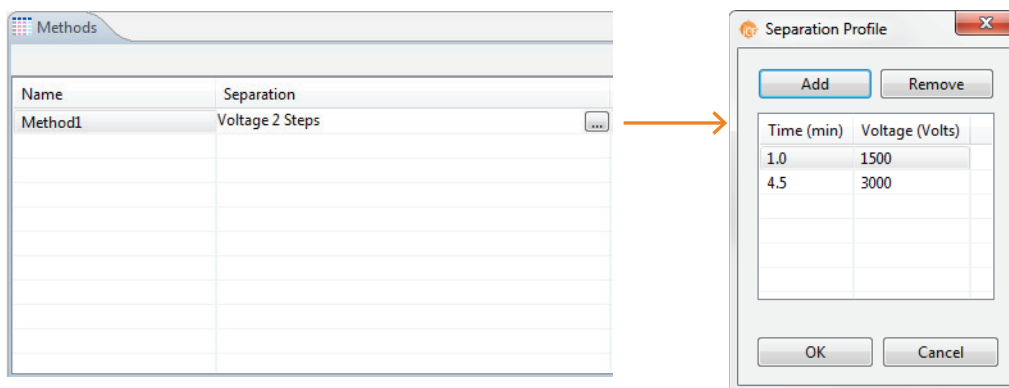 Methods
Name Separation
Method1 Voltage 2 Steps ...
Separation Profile
Add Remove
Time (min) Voltage (Volts)
1.0 1500
4.5 3000
OK Cancel